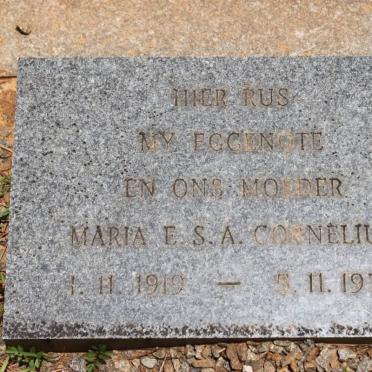 HIER RUS
MY EGGENOTE
EN ONS MOEDER
MARIA E. S. A. CORNELIU
1. 11. 1919 — 5. 11. 19